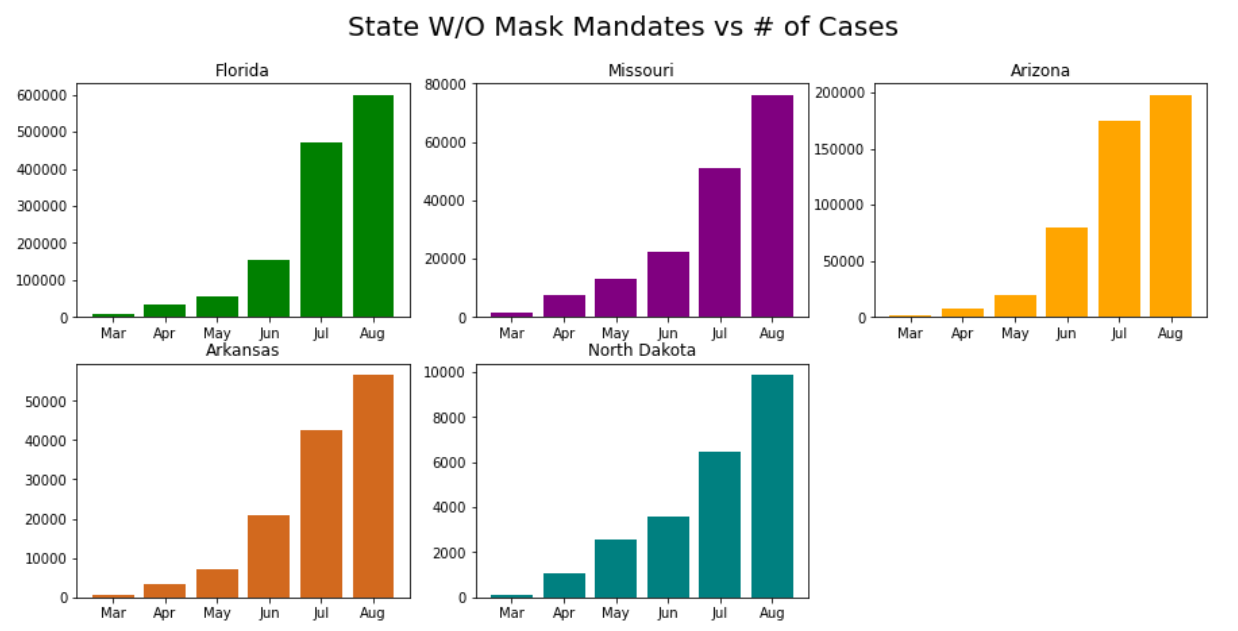 State W/O Mask Mandates vs # of Cases
Florida
600000
500000
400000
300000
200000
100000
0
Mar Apr May Jun Jul Aug
Missouri
80000
60000
40000
20000
0
Mar Apr May Jun Jul Aug
Arizona
200000
150000
100000
50000
0
Mar Apr May Jun Jul Aug
Arkansas
50000
40000
30000
20000
10000
0
Mar Apr May Jun Jul Aug
North Dakota
10000
8000
6000
4000
2000
0
Mar Apr May Jun Jul Aug